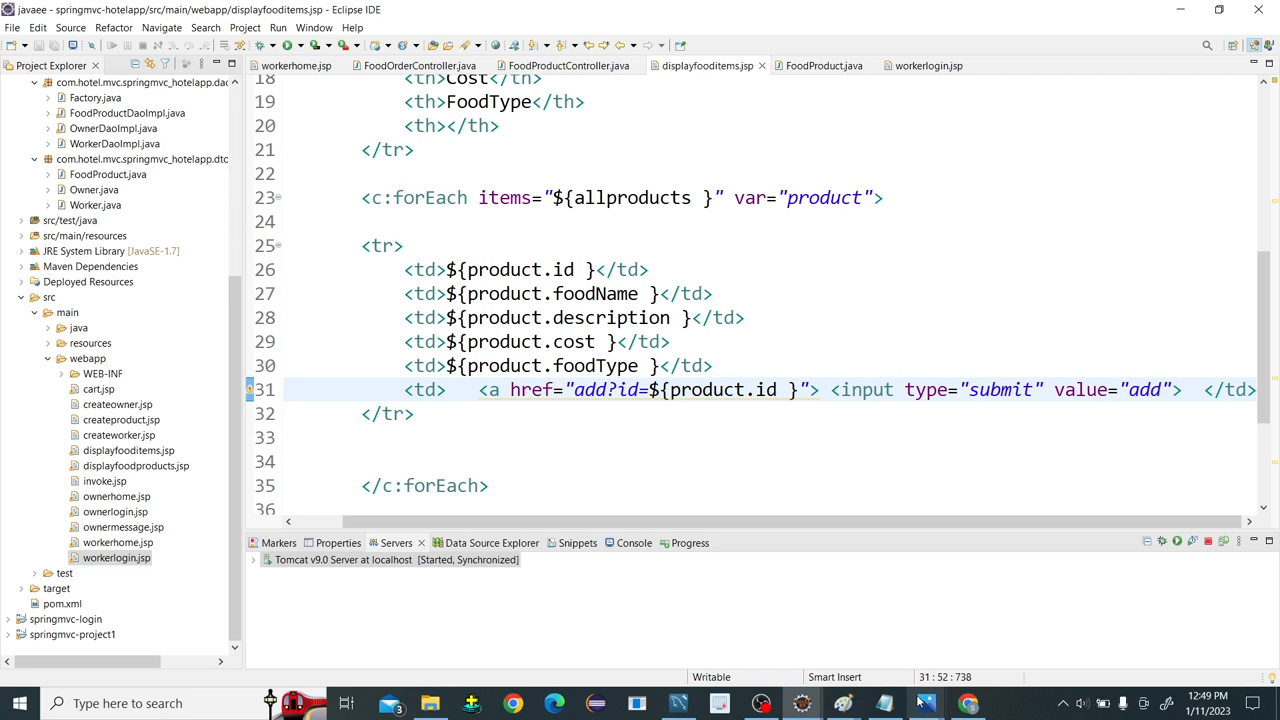 javaee - springmvc-hotelapp/src/main/webapp/displayfooditems.jsp - Eclipse IDE
File Edit Source Refactor Navigate Search Project Run Window Help
Project Explorer
workerhome.jsp FoodOrderController.java FoodProductController.java displayfooditems.jsp FoodProduct.java workerlogin.jsp
com.hotel.mvc.springmvc_hotelapp.dao
Factory.java
FoodProductDaoImpl.java
OwnerDaoImpl.java
WorkerDaoImpl.java
com.hotel.mvc.springmvc_hotelapp.dto
FoodProduct.java
Owner.java
Worker.java
src/test/java
src/main/resources
JRE System Library [JavaSE-1.7]
Maven Dependencies
Deployed Resources
src
main
java
resources
webapp
WEB-INF
cart.jsp
createowner.jsp
createproduct.jsp
createworker.jsp
displayfooditems.jsp
displayfoodproducts.jsp
invoke.jsp
ownerhome.jsp
ownerlogin.jsp
ownermessage.jsp
workerhome.jsp
workerlogin.jsp
test
target
pom.xml
springmvc-login
springmvc-project1
18 <th>Cost</th>
19 <th>FoodType</th>
20 <th></th>
21 </tr>
22
23 <c:forEach items="${allproducts }" var="product">
24
25 <tr>
26 <td>${product.id }</td>
27 <td>${product.foodName }</td>
28 <td>${product.description }</td>
29 <td>${product.cost }</td>
30 <td>${product.foodType }</td>
31 <td> <a href="add?id=${product.id }"> <input type="submit" value="add"> </td>
32 </tr>
33
34
35 </c:forEach>
36
Markers Properties Servers Data Source Explorer Snippets Console Progress
Tomcat v9.0 Server at localhost [Started, Synchronized]
Writable Smart Insert 31 : 52 : 738
Type here to search
3
12:49 PM
1/11/2023